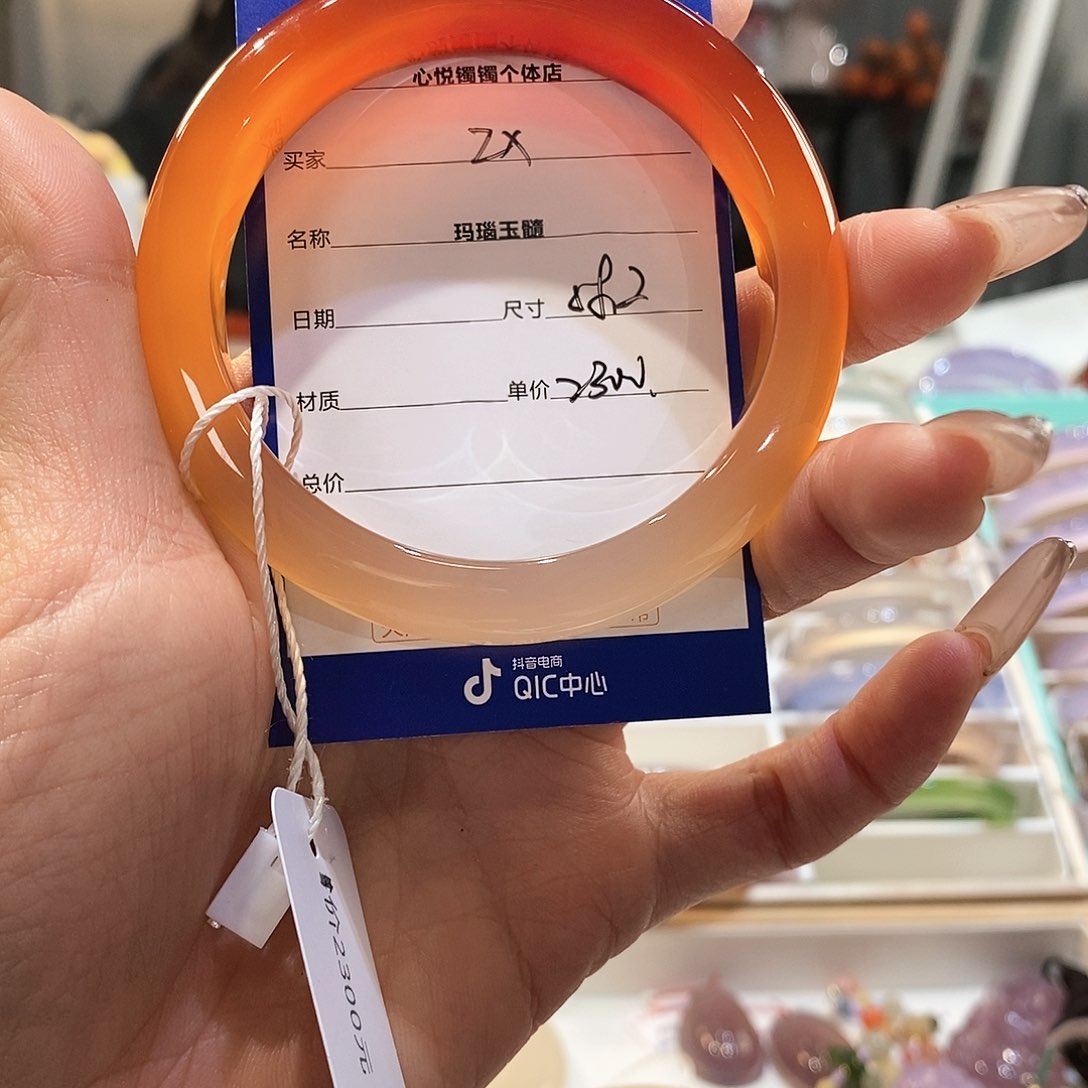 心悦镯镯个体店
买家 ZX
名称 玛瑙玉髓
日期 尺寸
材质 单价 2300
总价
抖音电商
QIC中心
单价2300元